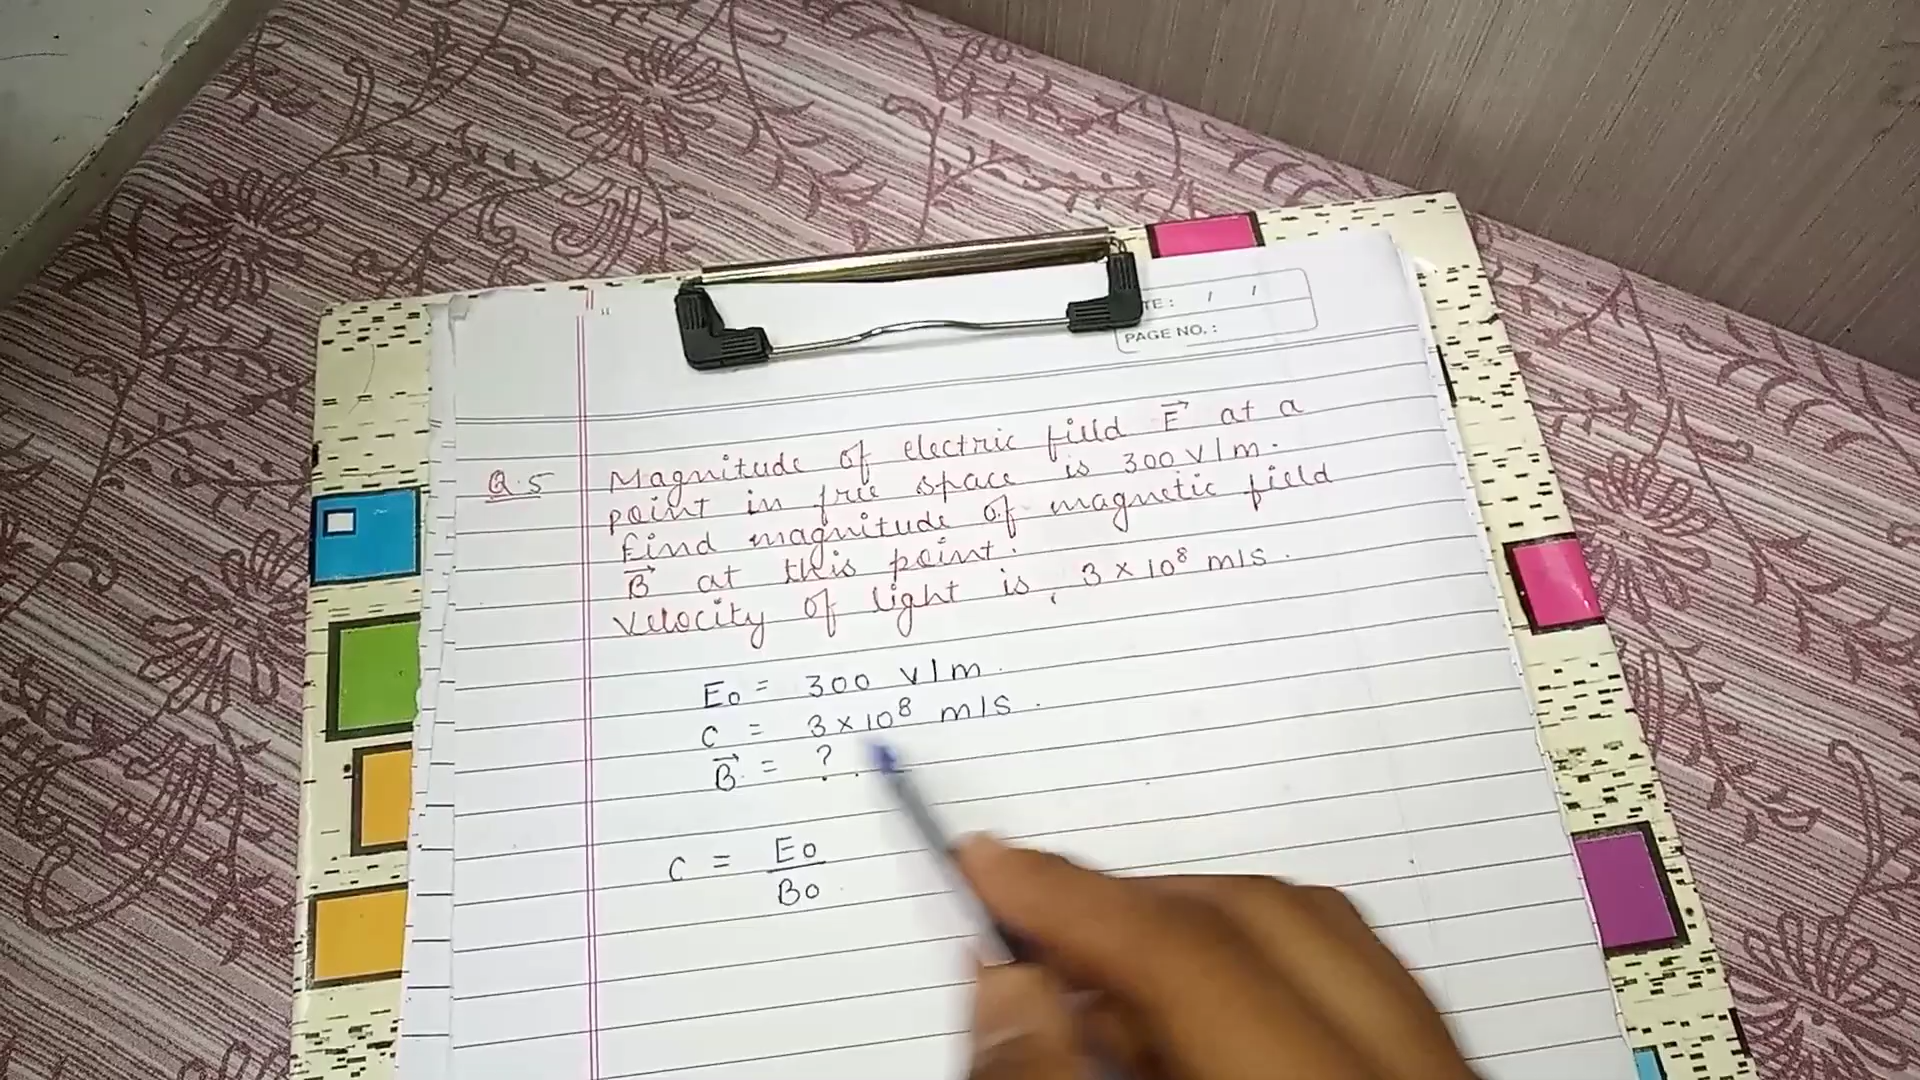 TE : / /
PAGE NO. :
Q.5 Magnitude of electric field E⃗ at a
point in free space is 300 V/m.
Find magnitude of magnetic field
B⃗ at this point.
Velocity of light is 3 × 10⁸ m/s.
E₀ = 300 V/m.
C = 3 × 10⁸ m/s.
B⃗ = ?
C = E₀/B₀